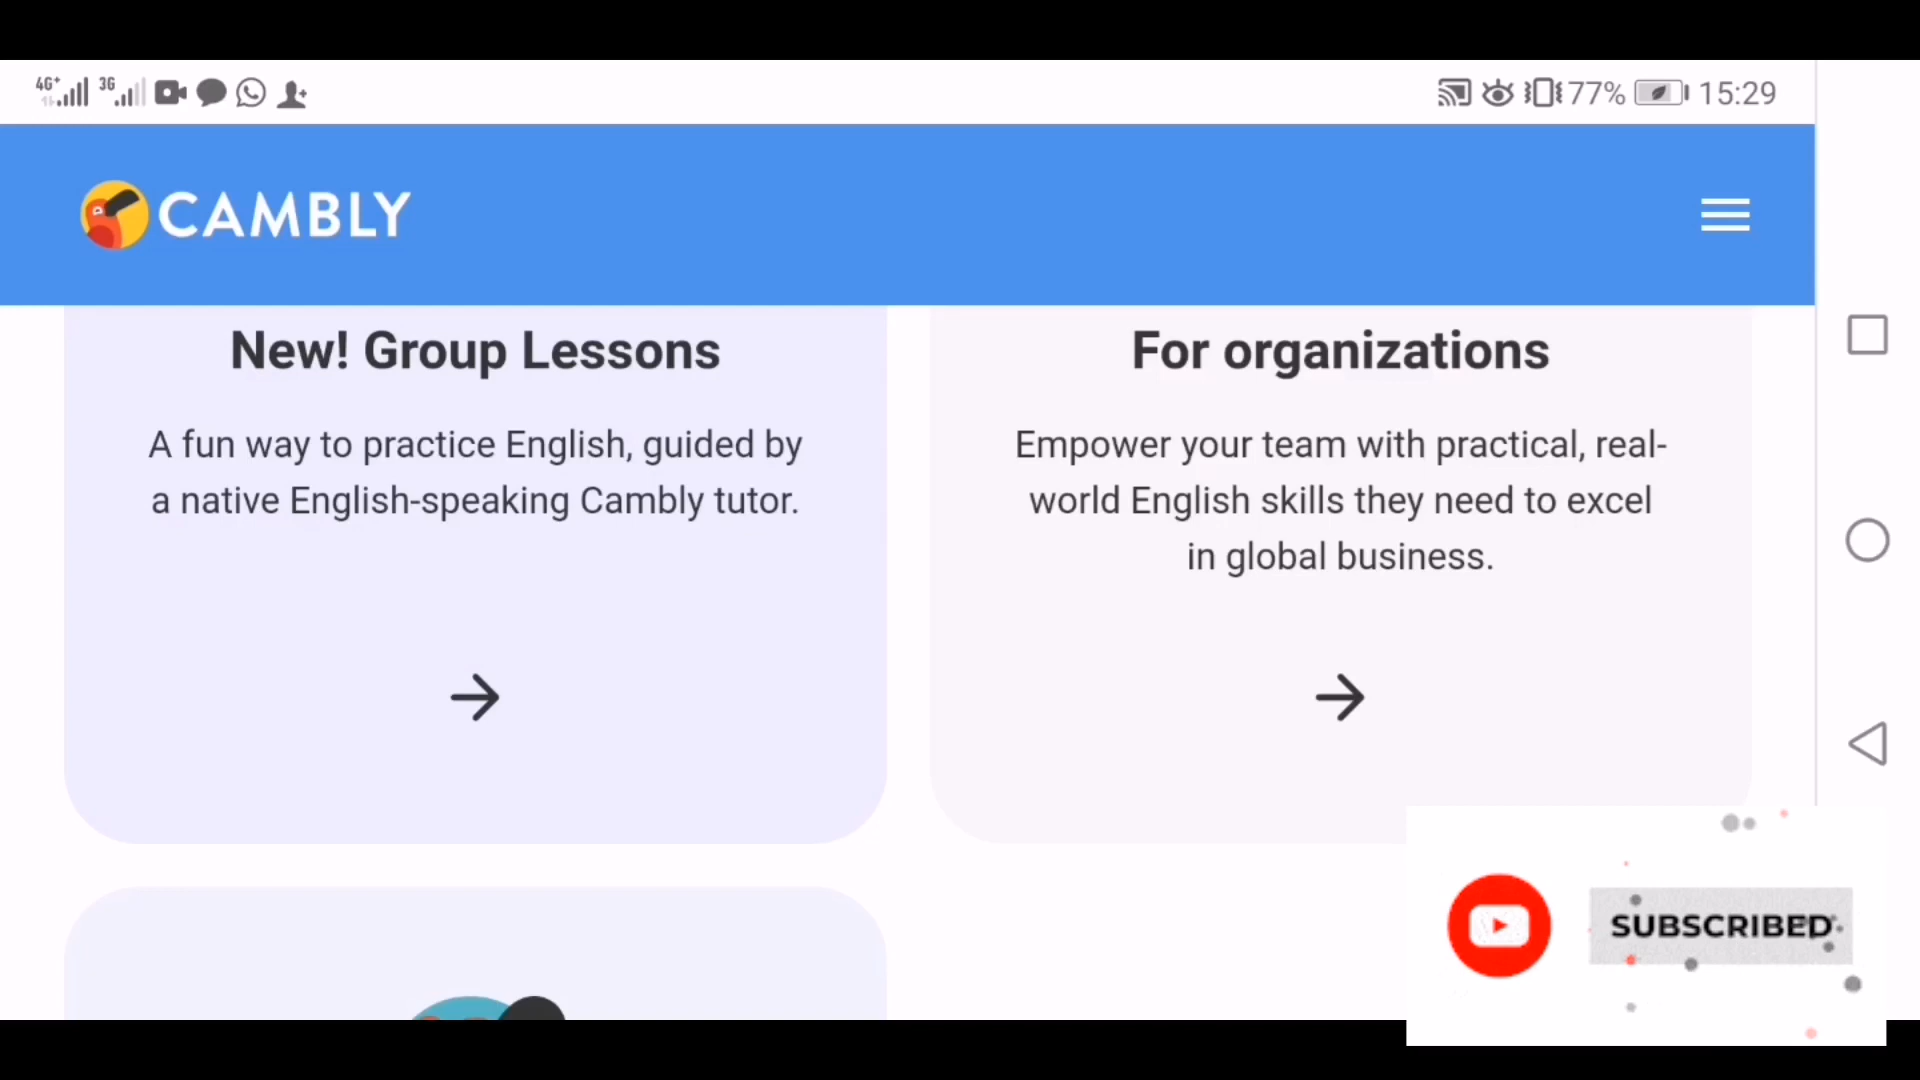 4G+ 3G 77% 15:29
CAMBLY
New! Group Lessons
A fun way to practice English, guided by
a native English-speaking Cambly tutor.
For organizations
Empower your team with practical, real-
world English skills they need to excel
in global business.
SUBSCRIBED